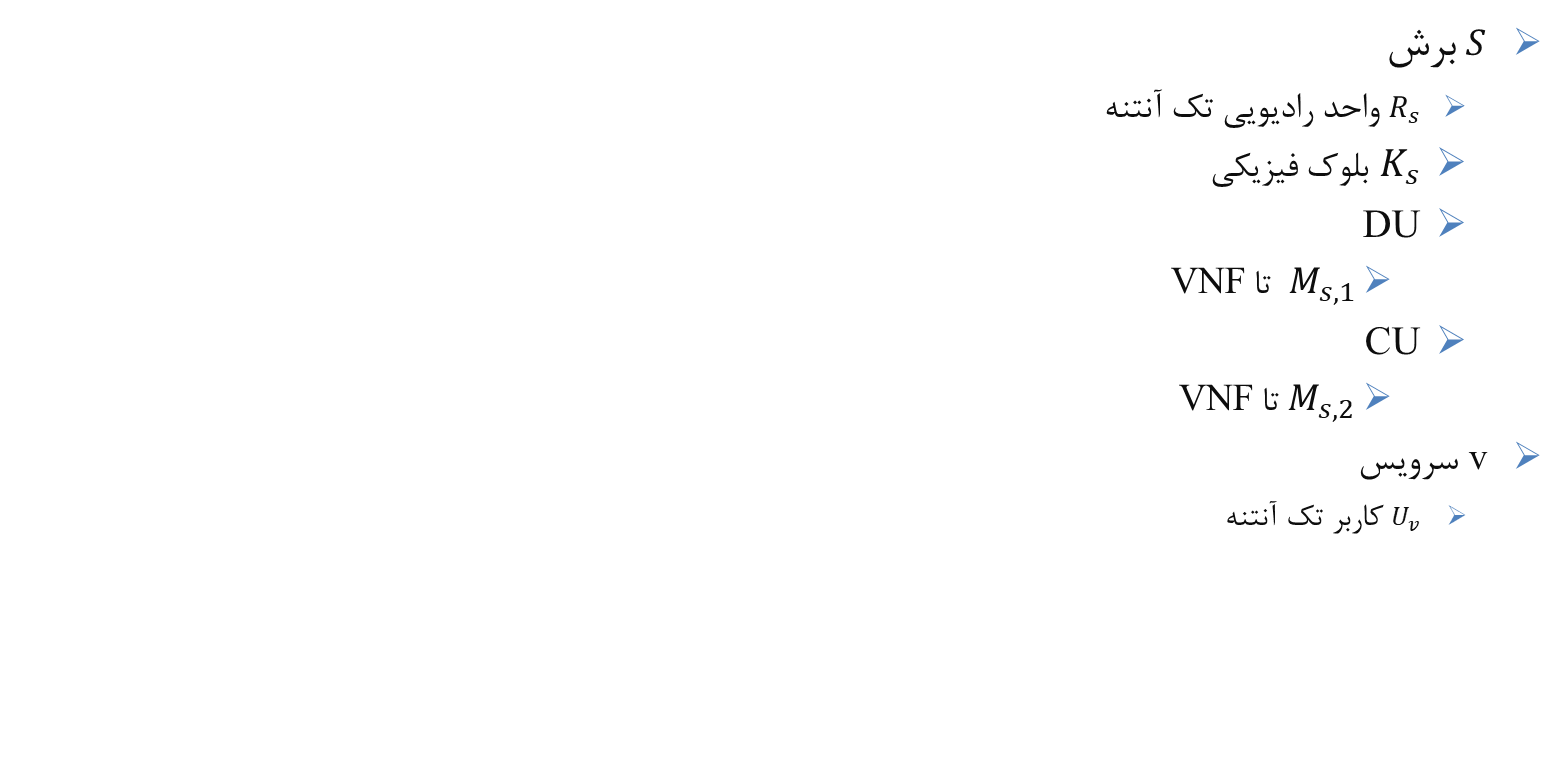 S برش
R_s واحد رادیویی تک آنتنه
K_s بلوک فیزیکی
DU
M_{s,1} تا VNF
CU
M_{s,2} تا VNF
v سرویس
U_v کاربر تک آنتنه